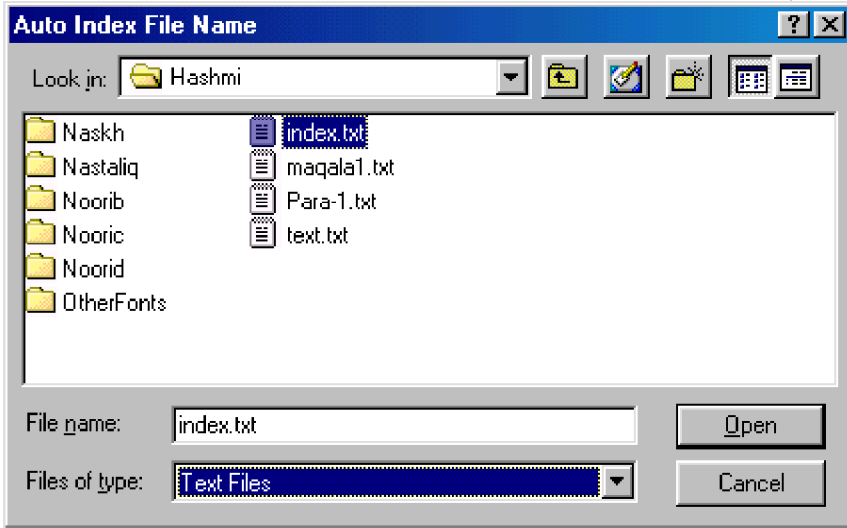 Auto Index File Name
Look in: Hashmi
Naskh
Nastaliq
Noorib
Nooric
Noorid
OtherFonts
index.txt
maqala1.txt
Para-1.txt
text.txt
File name: index.txt Open
Files of type: Text Files Cancel